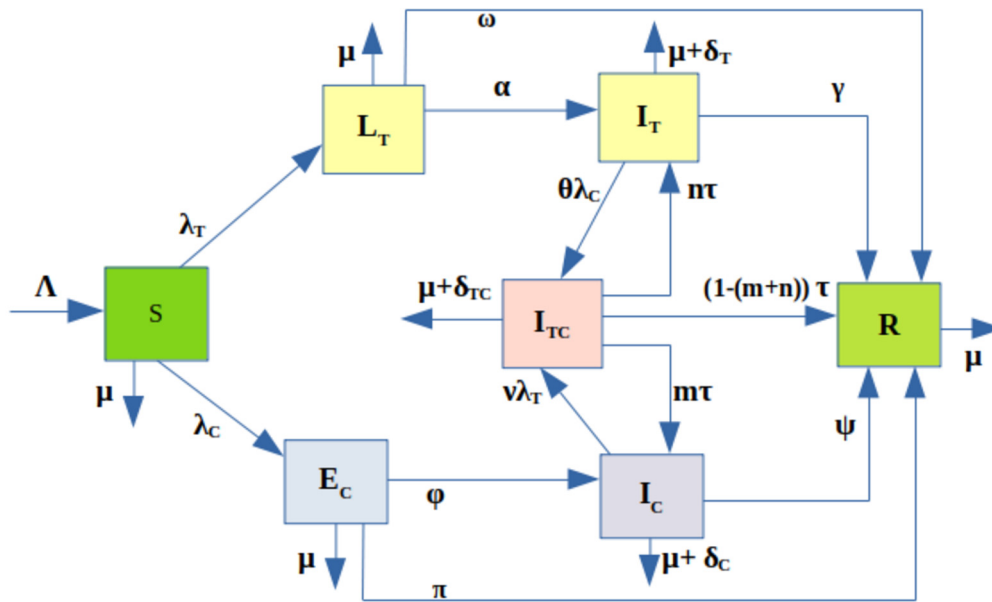 ω
μ
μ+δT
LT
α
IT
γ
θλC
nτ
λT
Λ
S
μ+δTC
ITC
(1-(m+n)) τ
R
μ
μ
λC
νλT
mτ
ψ
EC
φ
IC
μ
μ+ δC
π